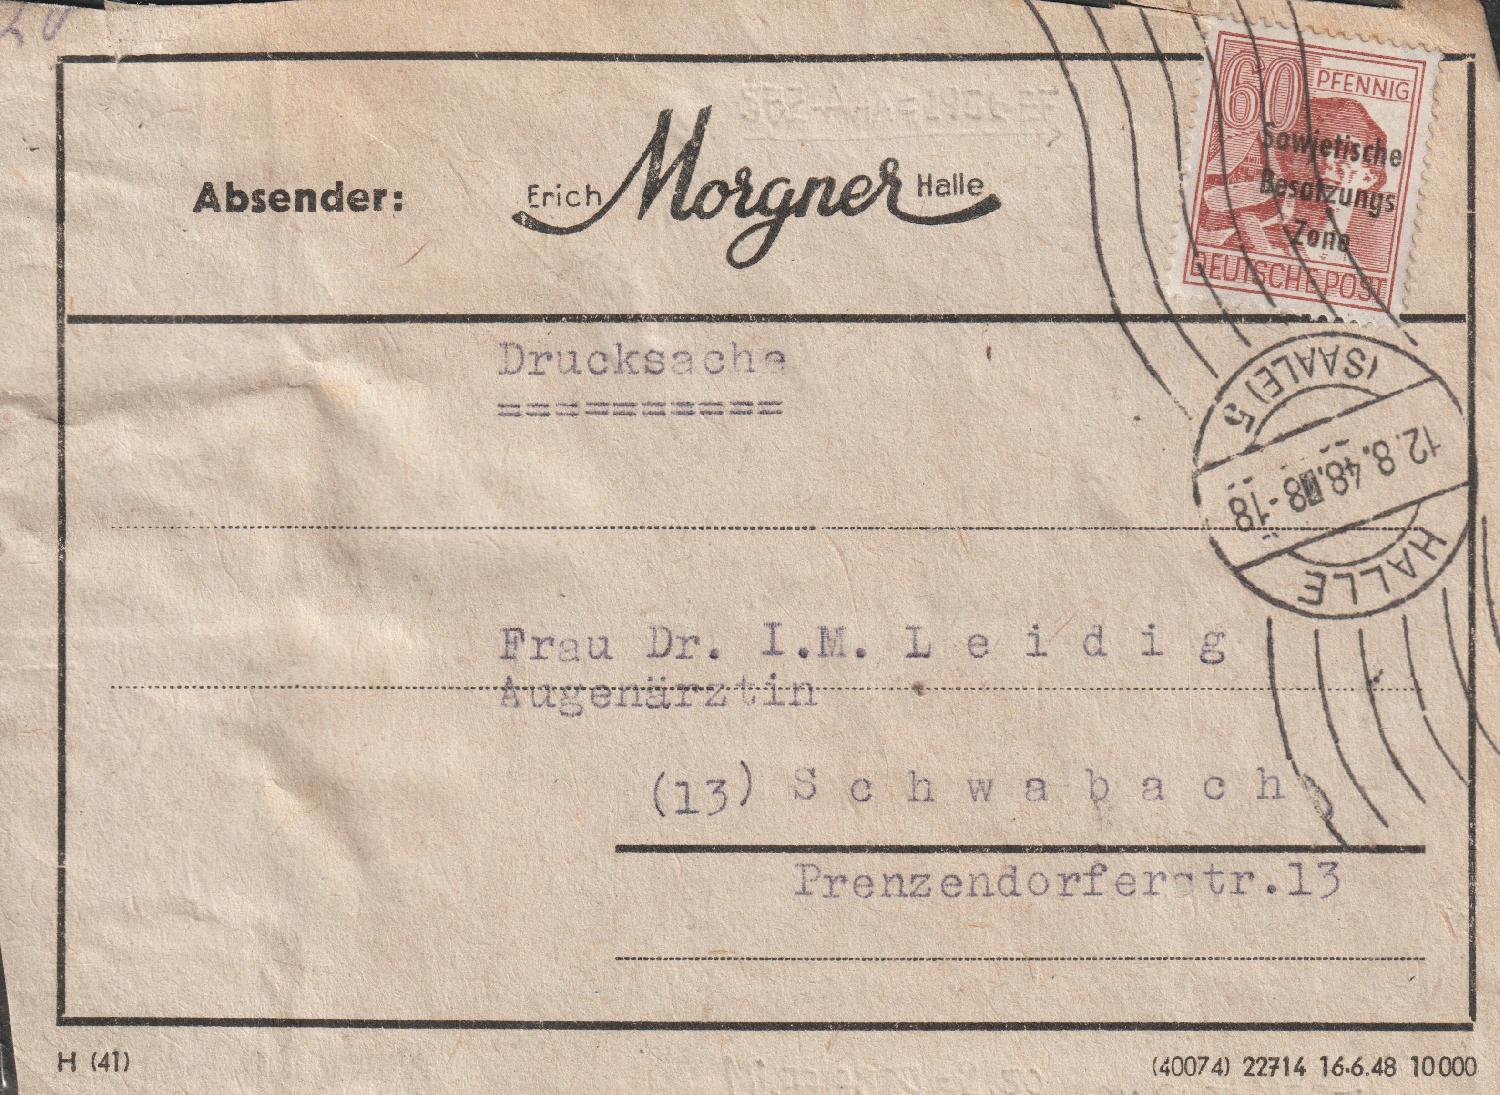 60 PFENNIG
Sowjetische
Besatzungs
Zone
DEUTSCHE POST
Absender:
Erich Morgner Halle
HALLE (SAALE) 5
12.8.48. -18
Drucksache
==========
Frau Dr. I.M. L e i d i g
Augenärztin
(13) S c h w a b a c h
Prenzendorferstr.13
H (41)
(40074) 22714 16.6.48 10000